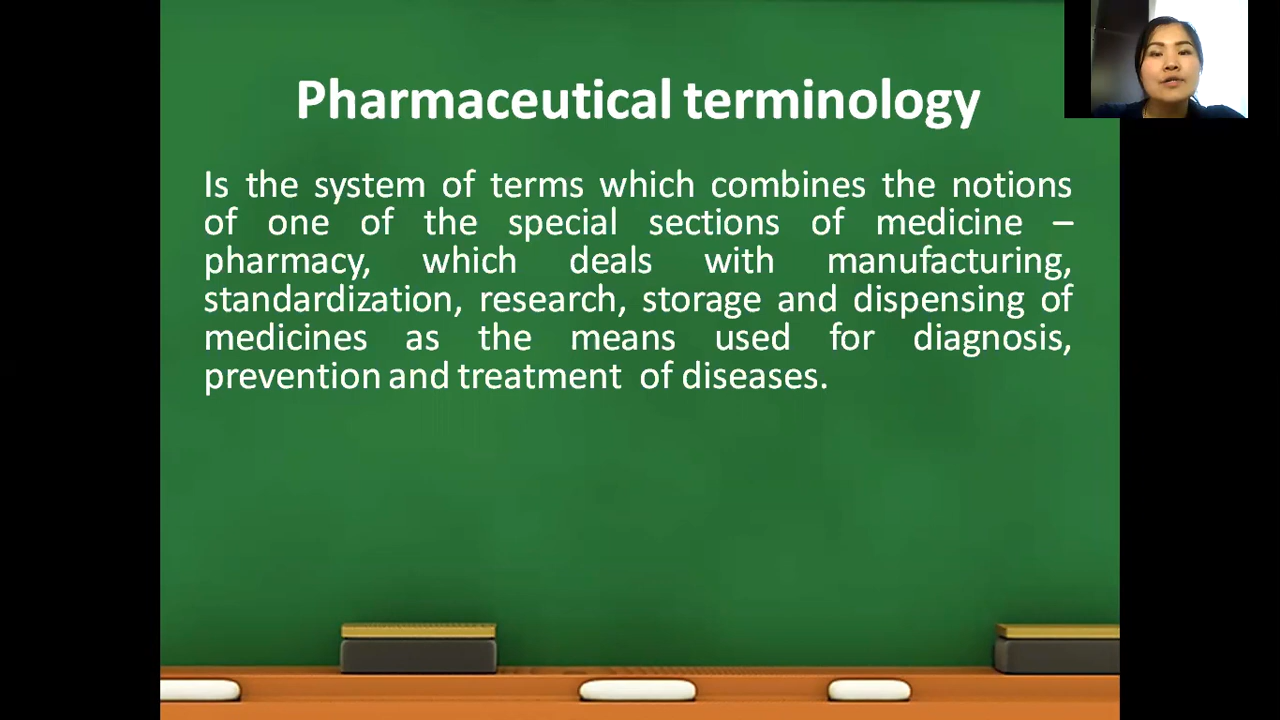 Pharmaceutical terminology
Is the system of terms which combines the notions
of one of the special sections of medicine –
pharmacy, which deals with manufacturing,
standardization, research, storage and dispensing of
medicines as the means used for diagnosis,
prevention and treatment of diseases.